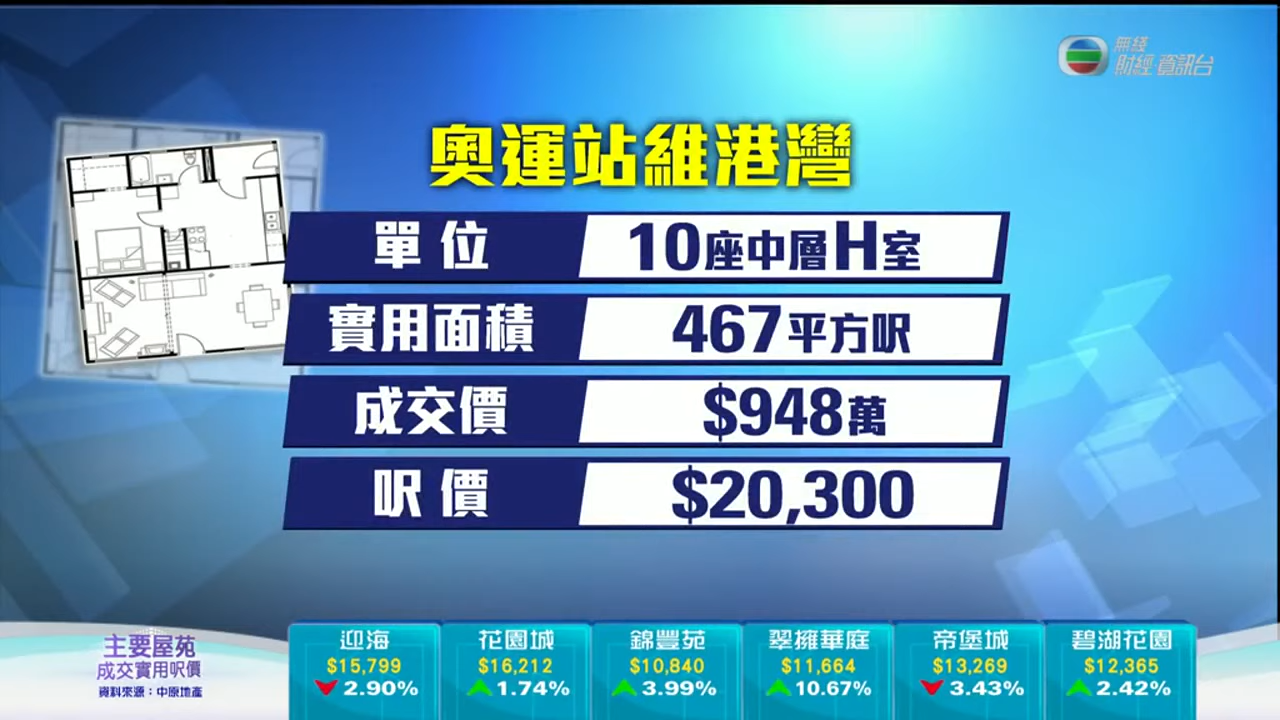 無綫
財經 資訊台
奧運站維港灣
單位 10座中層H室
實用面積 467平方呎
成交價 $948萬
呎價 $20,300
主要屋苑
成交實用呎價
資料來源：中原地產
迎海 花園城 錦豐苑 翠擁華庭 帝堡城 碧湖花園
$15,799 $16,212 $10,840 $11,664 $13,269 $12,365
2.90% 1.74% 3.99% 10.67% 3.43% 2.42%